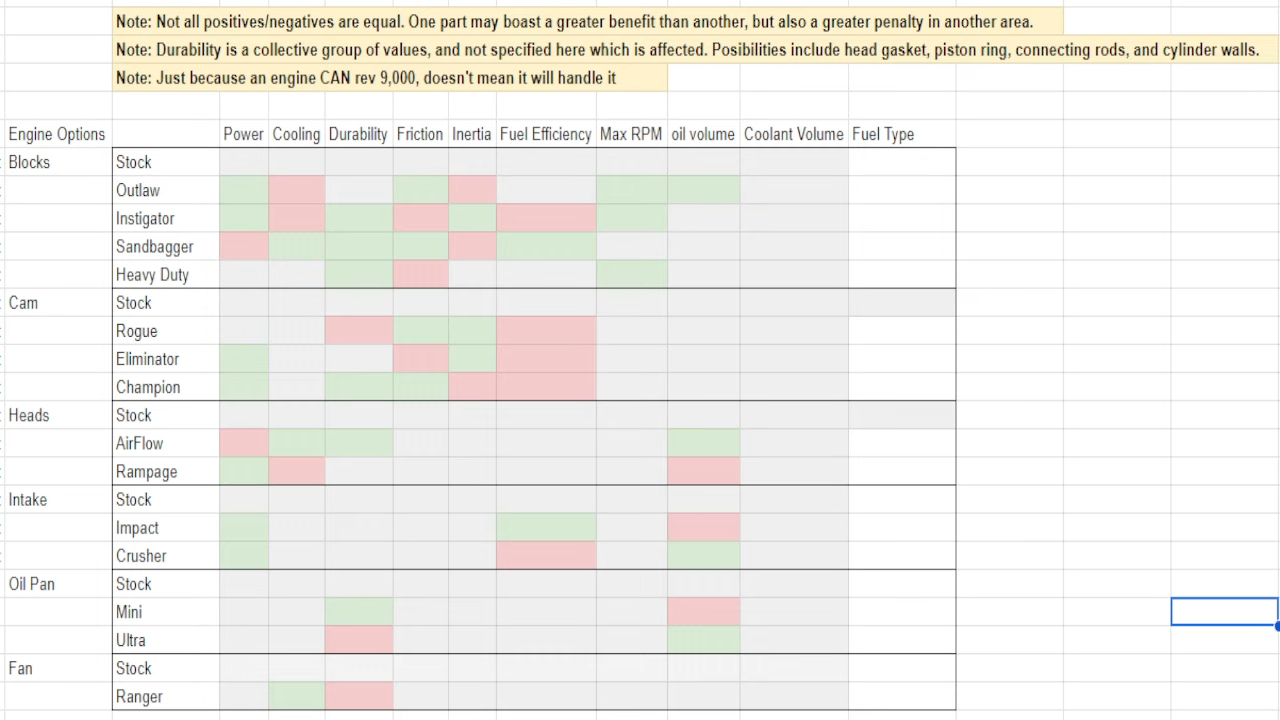 Note: Not all positives/negatives are equal. One part may boast a greater benefit than another, but also a greater penalty in another area.
Note: Durability is a collective group of values, and not specified here which is affected. Posibilities include head gasket, piston ring, connecting rods, and cylinder walls.
Note: Just because an engine CAN rev 9,000, doesn't mean it will handle it
Engine Options Power Cooling Durability Friction Inertia Fuel Efficiency Max RPM oil volume Coolant Volume Fuel Type
Blocks Stock
Outlaw
Instigator
Sandbagger
Heavy Duty
Cam Stock
Rogue
Eliminator
Champion
Heads Stock
AirFlow
Rampage
Intake Stock
Impact
Crusher
Oil Pan Stock
Mini
Ultra
Fan Stock
Ranger